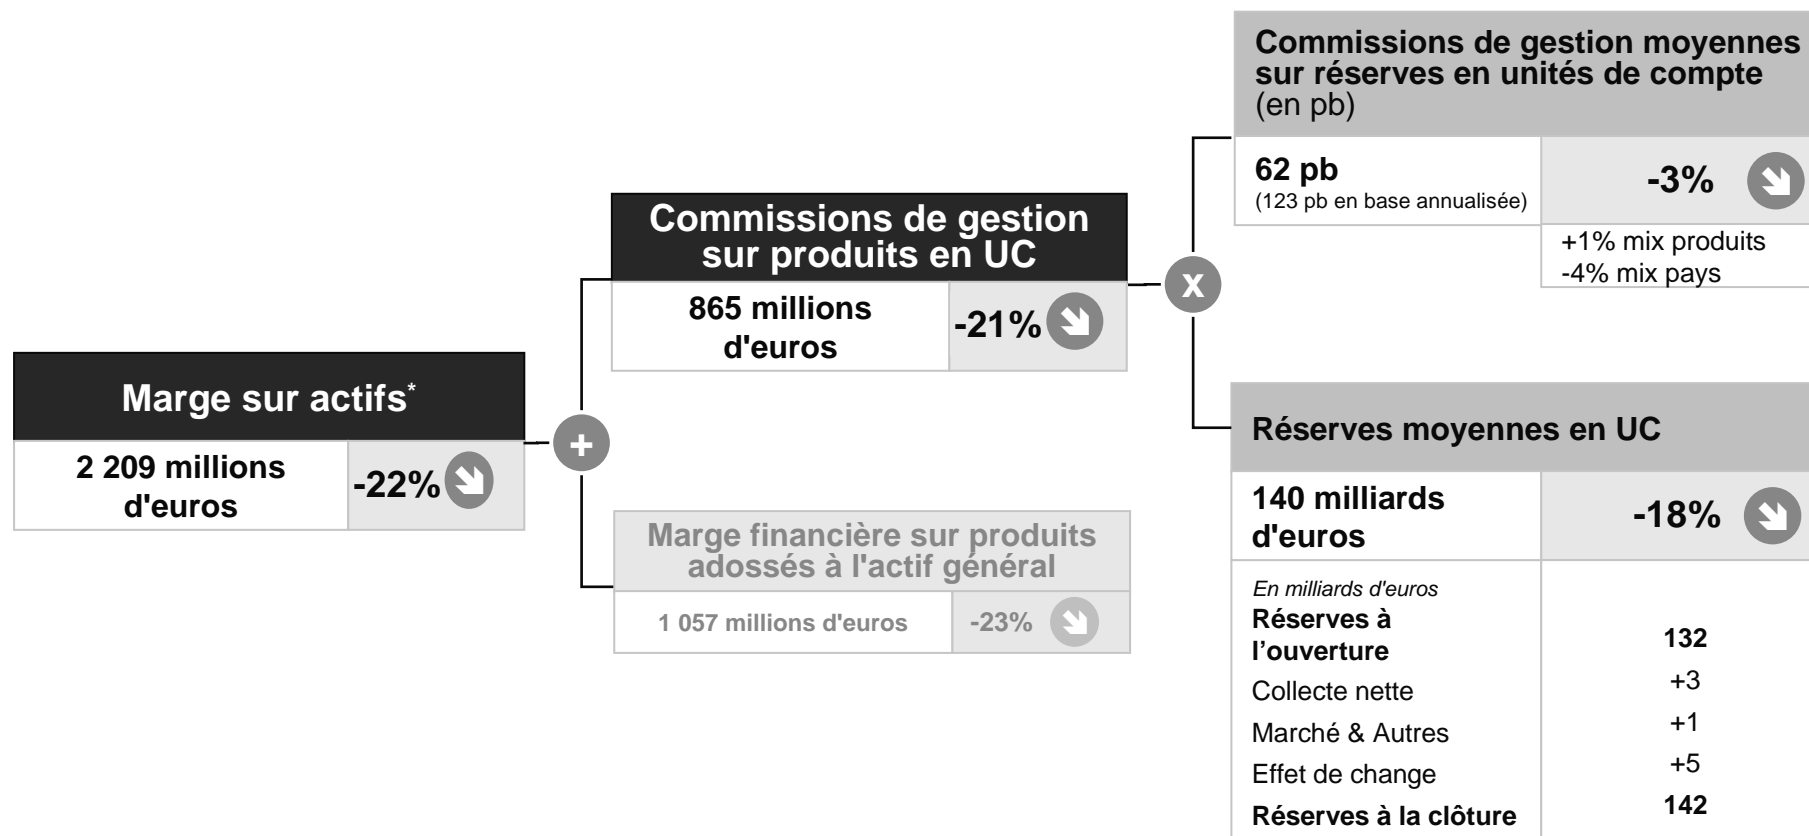 Marge sur actifs*
2 209 millions
d'euros
-22%
+
Commissions de gestion
sur produits en UC
865 millions
d'euros
-21%
Marge financière sur produits
adossés à l'actif général
1 057 millions d'euros
-23%
x
Commissions de gestion moyennes
sur réserves en unités de compte
(en pb)
62 pb
(123 pb en base annualisée)
-3%
+1% mix produits
-4% mix pays
Réserves moyennes en UC
140 milliards
d'euros
-18%
En milliards d'euros
Réserves à
l’ouverture 132
Collecte nette +3
Marché & Autres +1
Effet de change +5
Réserves à la clôture 142